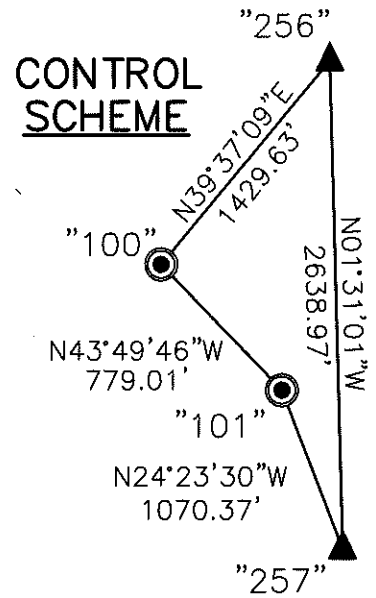 "256"
CONTROL
SCHEME
N39°37'09"E
1429.63'
"100"
N01°31'01"W
2638.97'
N43°49'46"W
779.01'
"101"
N24°23'30"W
1070.37'
"257"